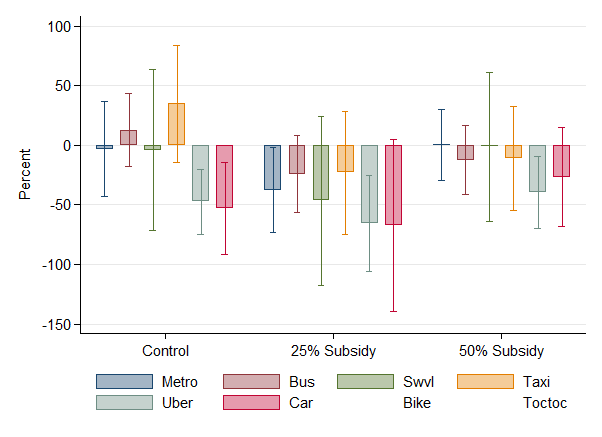 100
50
0
-50
-100
-150
Percent
Control 25% Subsidy 50% Subsidy
Metro Bus Swvl Taxi
Uber Car Bike Toctoc